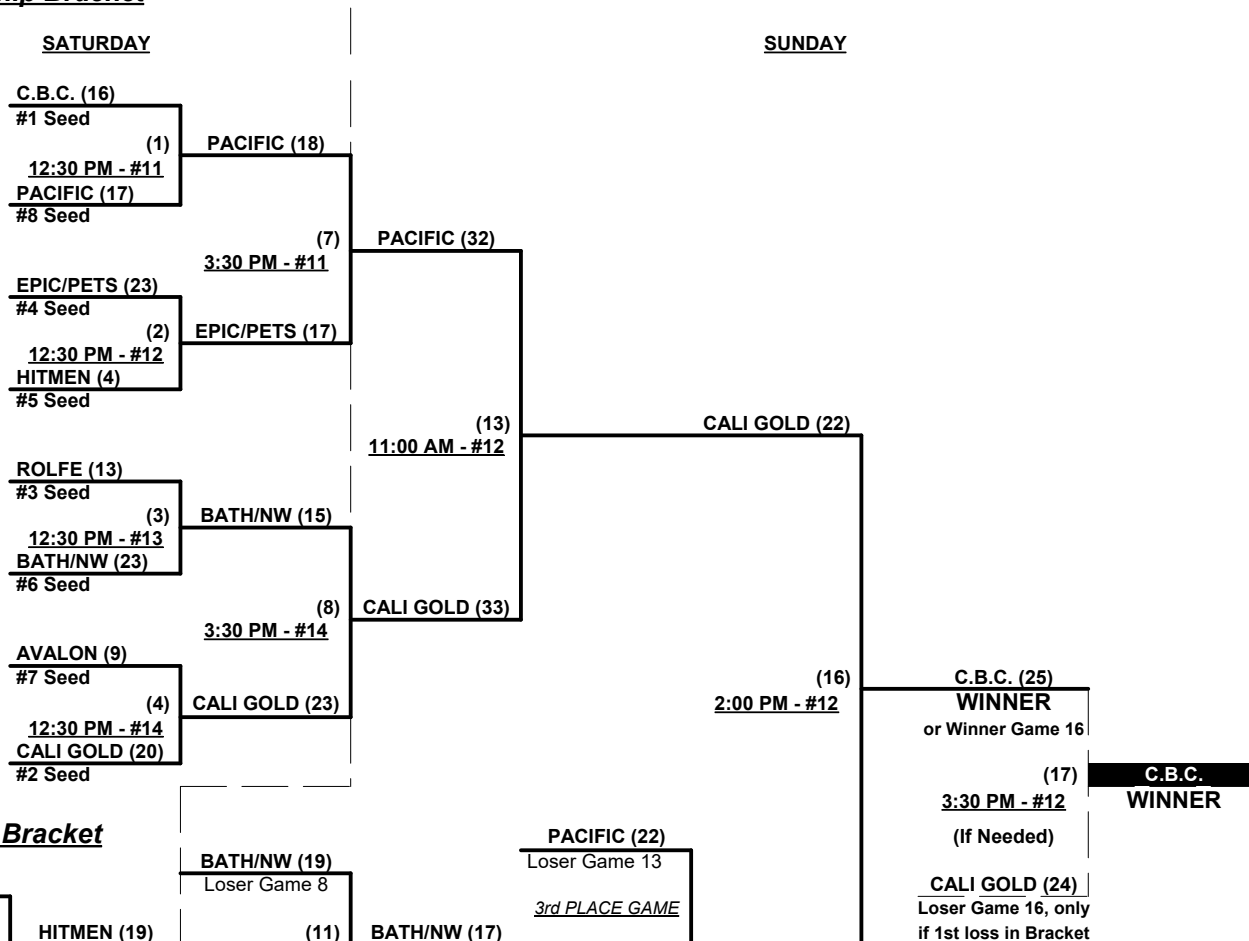 Bracket
SATURDAY
SUNDAY
C.B.C. (16)
#1 Seed
(1)
12:30 PM - #11
PACIFIC (17)
#8 Seed
PACIFIC (18)
(7)
3:30 PM - #11
EPIC/PETS (23)
#4 Seed
(2)
12:30 PM - #12
HITMEN (4)
#5 Seed
EPIC/PETS (17)
PACIFIC (32)
(13)
11:00 AM - #12
ROLFE (13)
#3 Seed
(3)
12:30 PM - #13
BATH/NW (23)
#6 Seed
BATH/NW (15)
(8)
3:30 PM - #14
AVALON (9)
#7 Seed
(4)
12:30 PM - #14
CALI GOLD (20)
#2 Seed
CALI GOLD (23)
CALI GOLD (33)
CALI GOLD (22)
(16)
2:00 PM - #12
C.B.C. (25)
WINNER
or Winner Game 16
(17)
3:30 PM - #12
(If Needed)
CALI GOLD (24)
Loser Game 16, only
if 1st loss in Bracket
C.B.C.
WINNER
Bracket
BATH/NW (19)
Loser Game 8
HITMEN (19)
(11)
BATH/NW (17)
PACIFIC (22)
Loser Game 13
3rd PLACE GAME